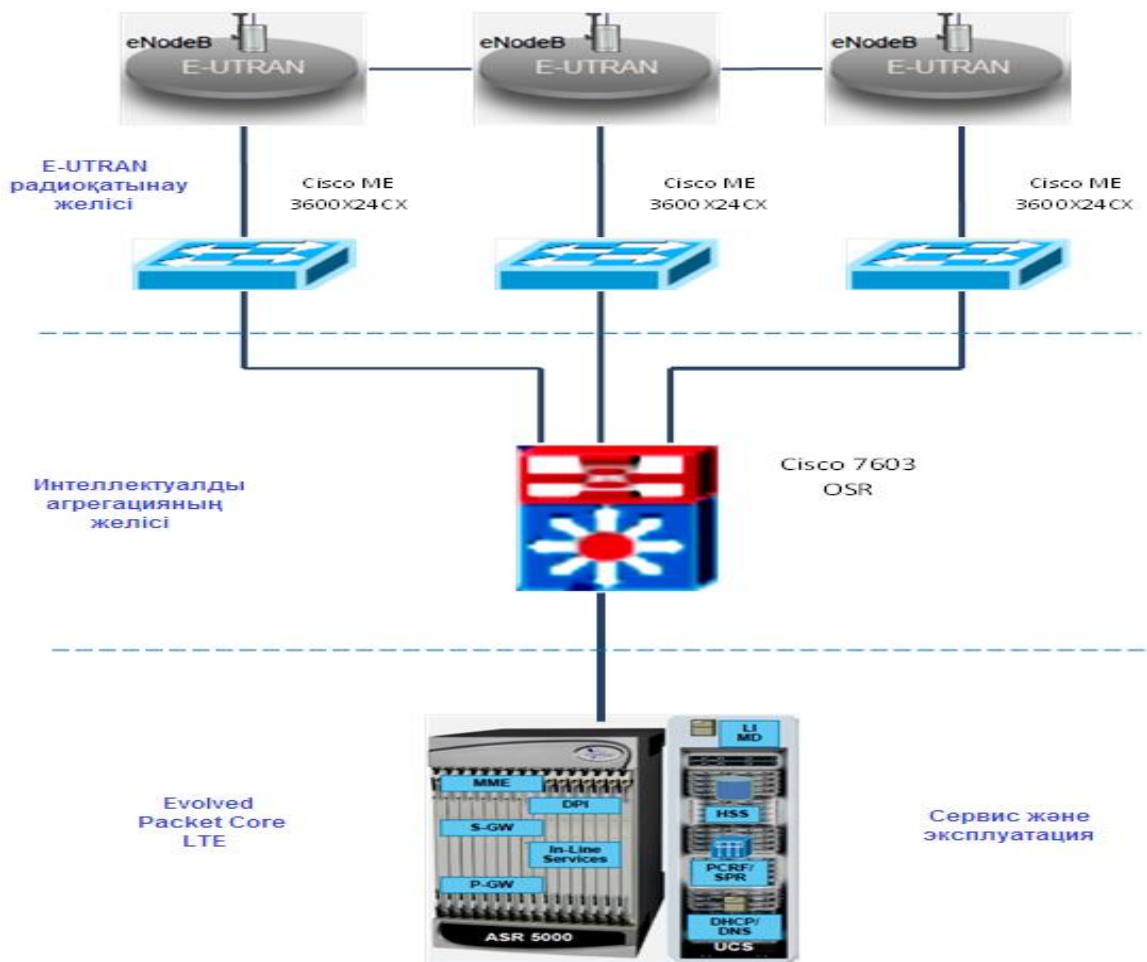 eNodeB
E-UTRAN
eNodeB
E-UTRAN
eNodeB
E-UTRAN
E-UTRAN
радиоқатынау
желісі
Cisco ME
3600X24CX
Cisco ME
3600X24CX
Cisco ME
3600X24CX
Интеллектуалды
агрегацияның
желісі
Cisco 7603
OSR
Evolved
Packet Core
LTE
MME
DPI
S-GW
In-Line
Services
P-GW
ASR 5000
LI
MD
HSS
PCRF/
SPR
DHCP/
DNS
UCS
Сервис және
эксплуатация